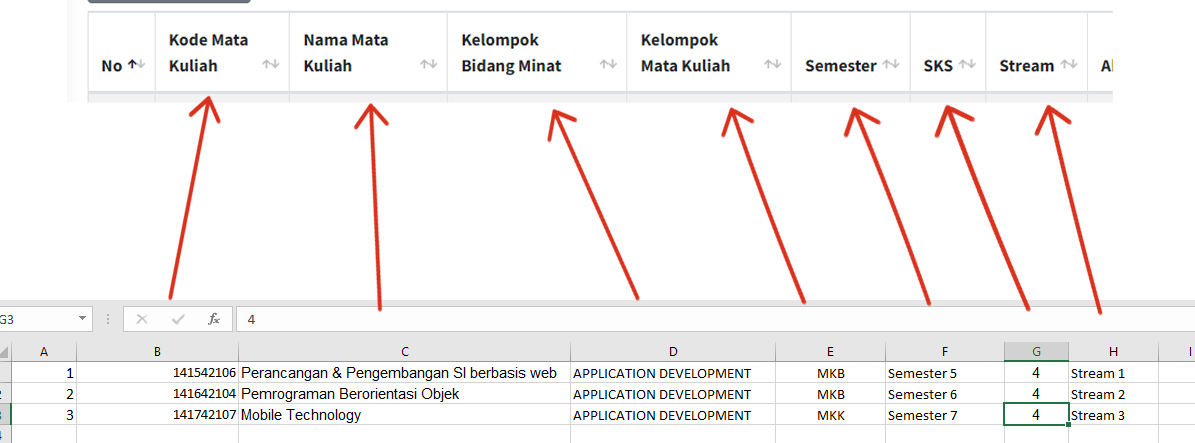 No
Kode Mata
Kuliah
Nama Mata
Kuliah
Kelompok
Bidang Minat
Kelompok
Mata Kuliah
Semester
SKS
Stream
G3
fx
4
A B C D E F G H I
1 141542106 Perancangan & Pengembangan SI berbasis web APPLICATION DEVELOPMENT MKB Semester 5 4 Stream 1
2 2 141642104 Pemrograman Berorientasi Objek APPLICATION DEVELOPMENT MKB Semester 6 4 Stream 2
3 3 141742107 Mobile Technology APPLICATION DEVELOPMENT MKK Semester 7 4 Stream 3
4